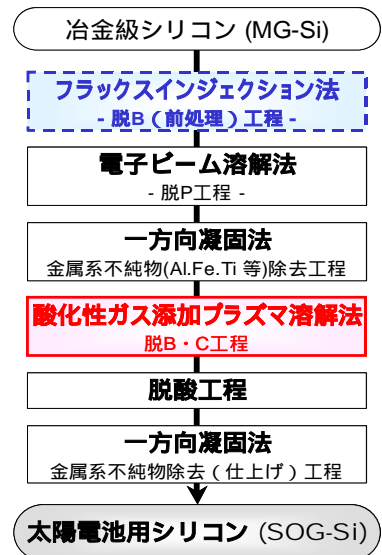 冶金級シリコン (MG-Si)
フラックスインジェクション法
- 脱B（前処理）工程 -
電子ビーム溶解法
- 脱P工程 -
一方向凝固法
金属系不純物(Al.Fe.Ti 等)除去工程
酸化性ガス添加プラズマ溶解法
脱B・C工程
脱酸工程
一方向凝固法
金属系不純物除去（仕上げ）工程
太陽電池用シリコン (SOG-Si)